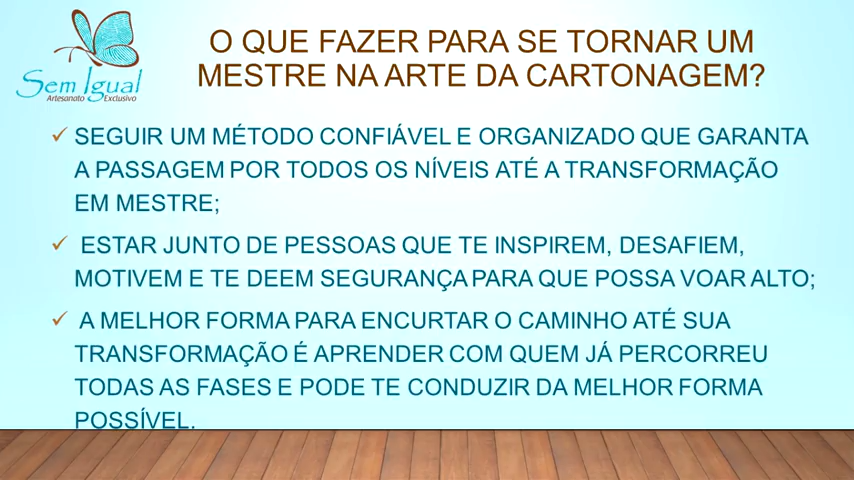 Sem Igual
Artesanato Exclusivo
O QUE FAZER PARA SE TORNAR UM
MESTRE NA ARTE DA CARTONAGEM?
SEGUIR UM MÉTODO CONFIÁVEL E ORGANIZADO QUE GARANTA
A PASSAGEM POR TODOS OS NÍVEIS ATÉ A TRANSFORMAÇÃO
EM MESTRE;
ESTAR JUNTO DE PESSOAS QUE TE INSPIREM, DESAFIEM,
MOTIVEM E TE DEEM SEGURANÇA PARA QUE POSSA VOAR ALTO;
A MELHOR FORMA PARA ENCURTAR O CAMINHO ATÉ SUA
TRANSFORMAÇÃO É APRENDER COM QUEM JÁ PERCORREU
TODAS AS FASES E PODE TE CONDUZIR DA MELHOR FORMA
POSSÍVEL.